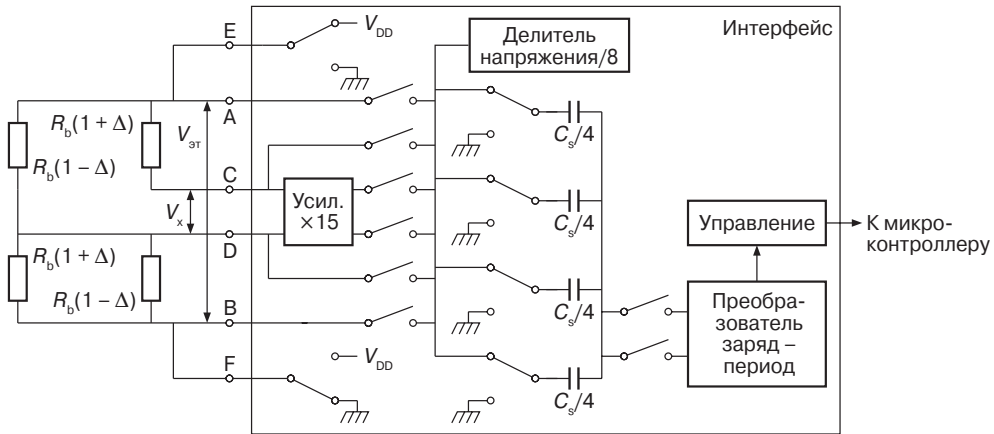 E
V_DD
Делитель
напряжения/8
Интерфейс
A
R_b(1 + Δ)
V_эт
C_s/4
R_b(1 – Δ)
C
Усил.
×15
V_x
C_s/4
D
Управление
К микро-
контроллеру
R_b(1 + Δ)
R_b(1 – Δ)
B
C_s/4
Преобра-
зователь
заряд –
период
V_DD
F
C_s/4